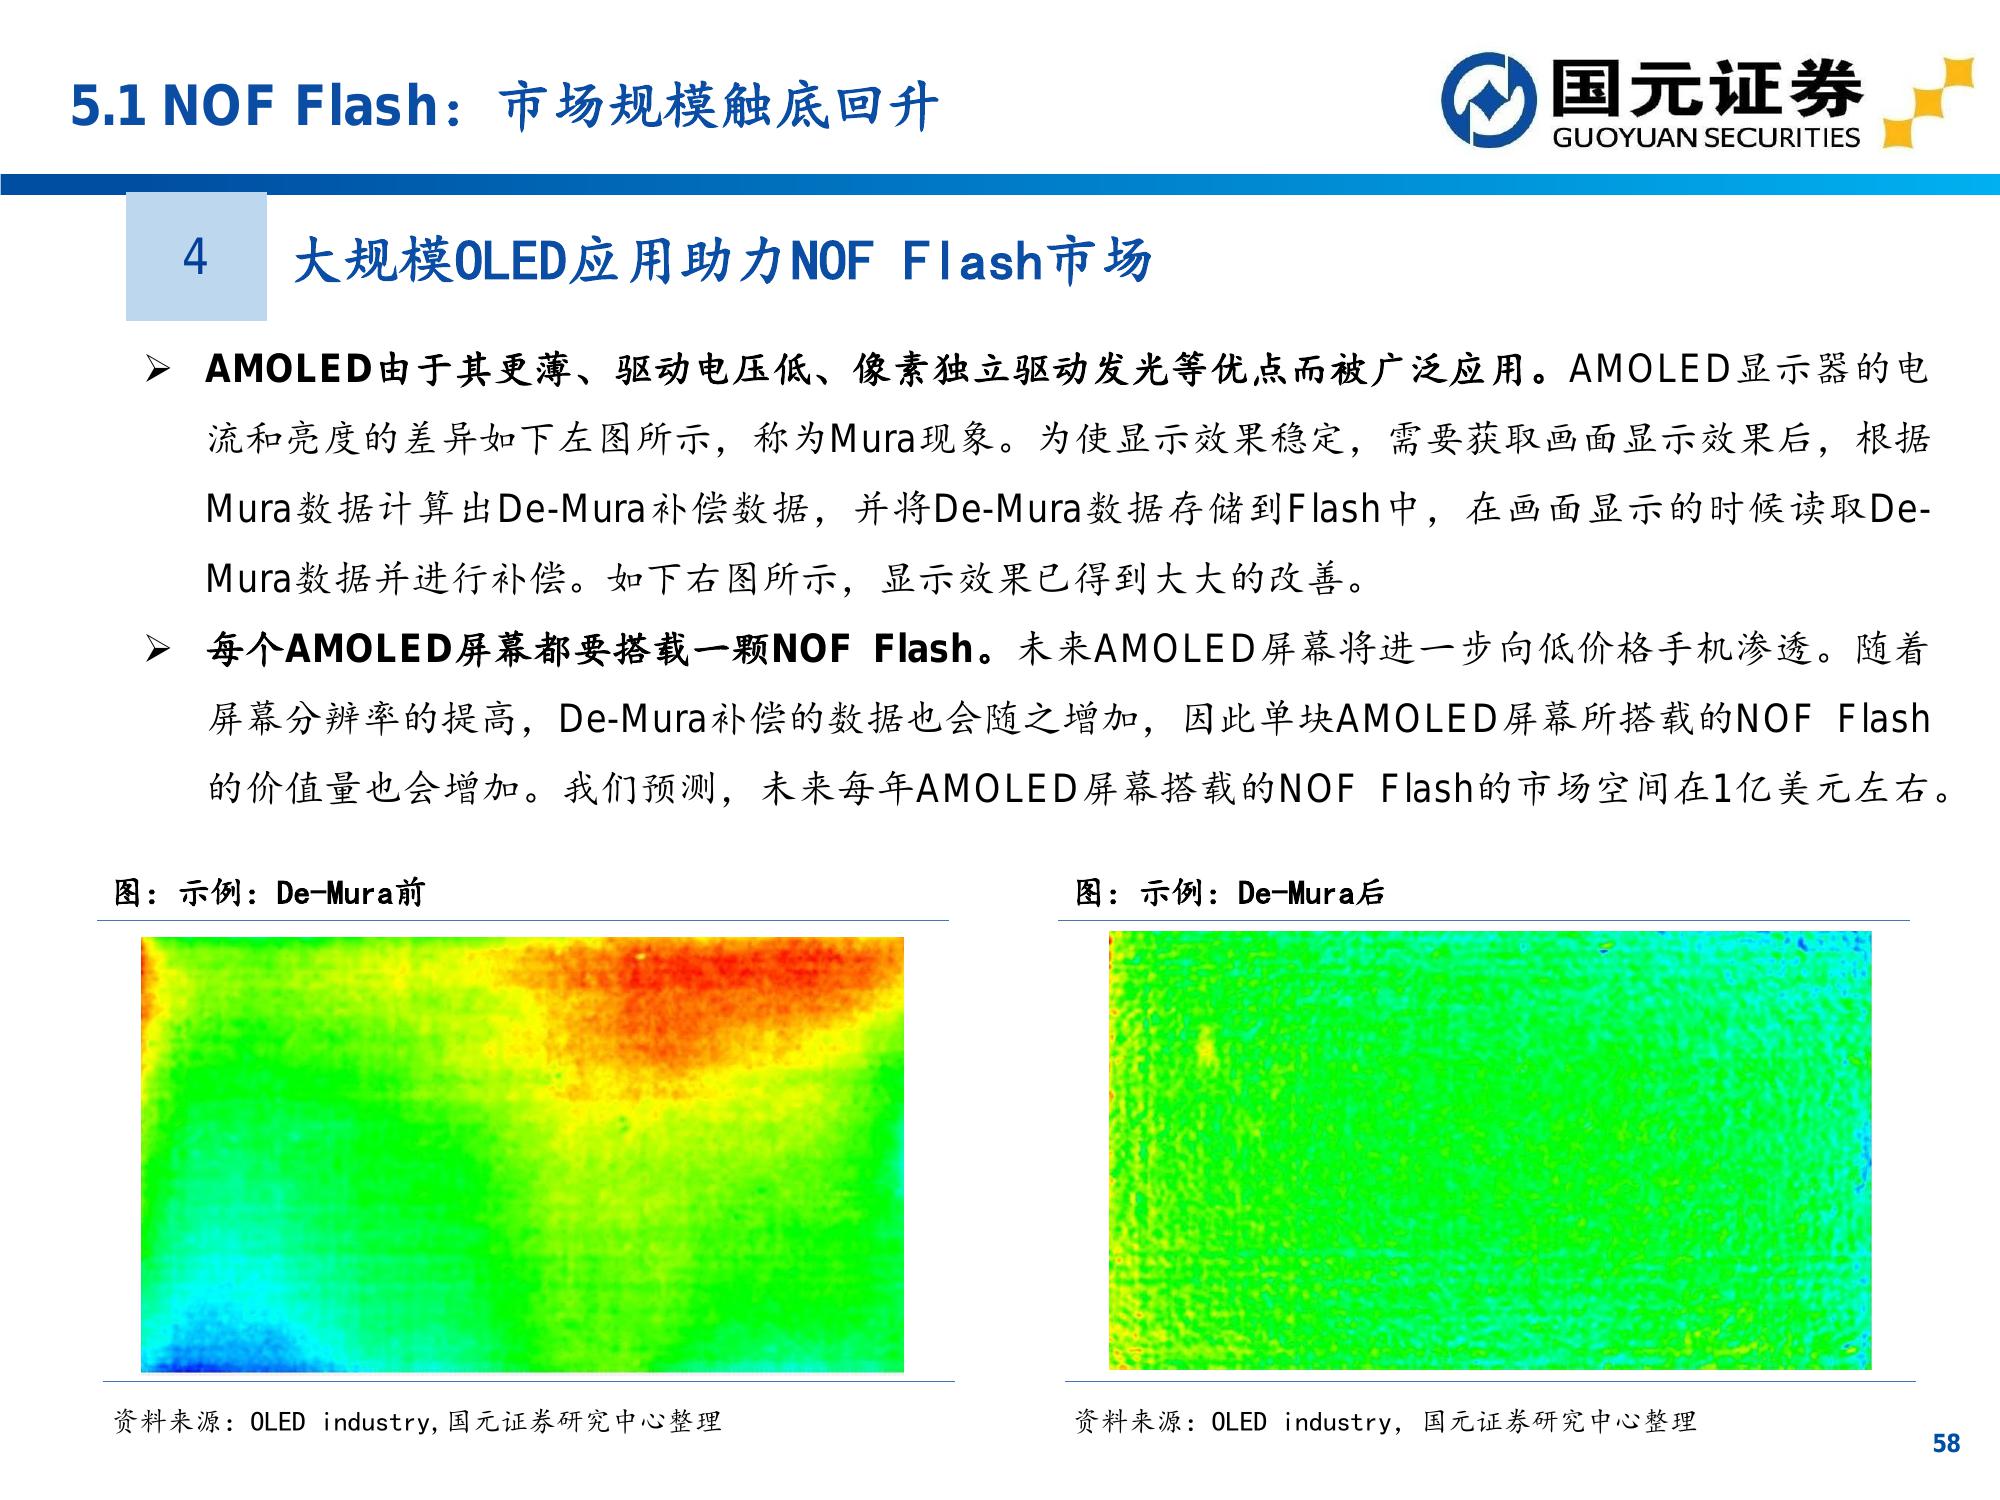 5.1 NOF Flash：市场规模触底回升
国元证券
GUOYUAN SECURITIES
4
大规模OLED应用助力NOF Flash市场
➢ AMOLED由于其更薄、驱动电压低、像素独立驱动发光等优点而被广泛应用。AMOLED显示器的电
流和亮度的差异如下左图所示，称为Mura现象。为使显示效果稳定，需要获取画面显示效果后，根据
Mura数据计算出De-Mura补偿数据，并将De-Mura数据存储到Flash中，在画面显示的时候读取De-
Mura数据并进行补偿。如下右图所示，显示效果已得到大大的改善。
➢ 每个AMOLED屏幕都要搭载一颗NOF Flash。未来AMOLED屏幕将进一步向低价格手机渗透。随着
屏幕分辨率的提高，De-Mura补偿的数据也会随之增加，因此单块AMOLED屏幕所搭载的NOF Flash
的价值量也会增加。我们预测，未来每年AMOLED屏幕搭载的NOF Flash的市场空间在1亿美元左右。
图：示例：De-Mura前
图：示例：De-Mura后
资料来源：OLED industry,国元证券研究中心整理
资料来源：OLED industry, 国元证券研究中心整理
58